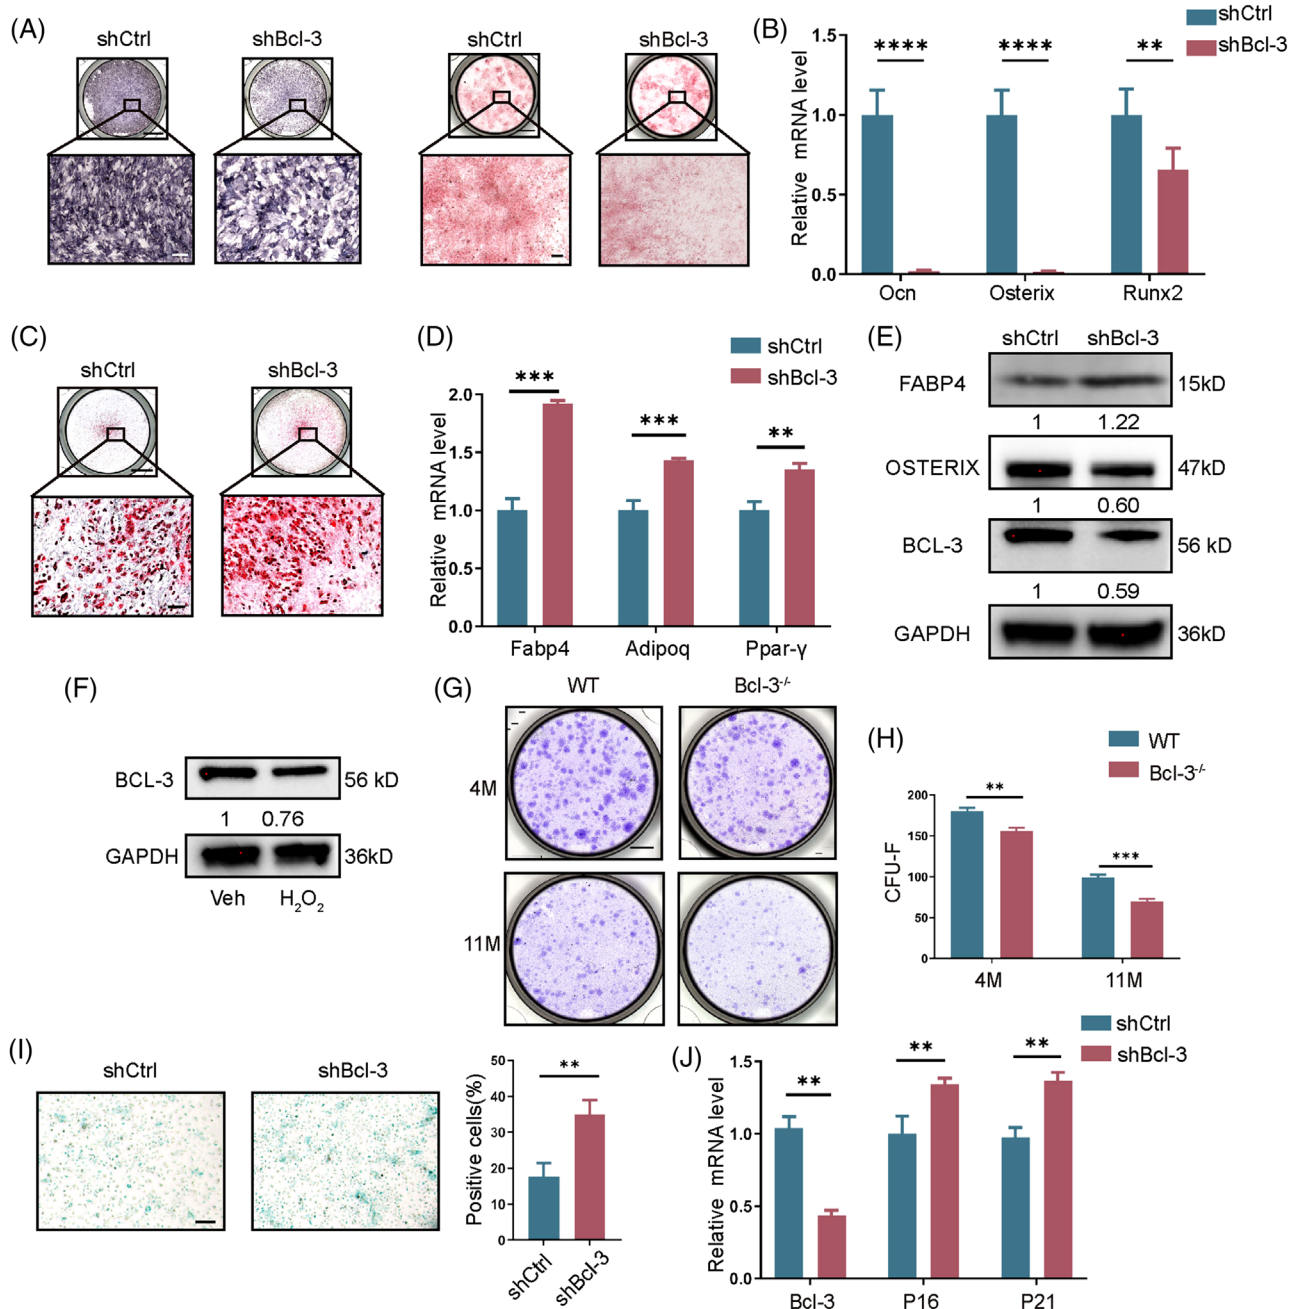 (A)
shCtrl shBcl-3 shCtrl shBcl-3
(B)
shCtrl
shBcl-3
Relative mRNA level
1.5
1.0
0.5
0.0
**** **** **
Ocn Osterix Runx2
(C)
shCtrl shBcl-3
(D)
shCtrl
shBcl-3
Relative mRNA level
2.0
1.5
1.0
0.5
0.0
*** *** **
Fabp4 Adipoq Ppar-γ
(E)
shCtrl shBcl-3
FABP4 15kD
1 1.22
OSTERIX 47kD
1 0.60
BCL-3 56 kD
1 0.59
GAPDH 36kD
(F)
BCL-3 56 kD
1 0.76
GAPDH 36kD
Veh H₂O₂
(G)
WT Bcl-3⁻/⁻
4M
11M
(H)
WT
Bcl-3⁻/⁻
CFU-F
200
150
100
50
0
** ***
4M 11M
(I)
shCtrl shBcl-3
Positive cells(%)
50
40
30
20
10
0
**
shCtrl shBcl-3
(J)
shCtrl
shBcl-3
Relative mRNA level
1.5
1.0
0.5
0.0
** ** **
Bcl-3 P16 P21